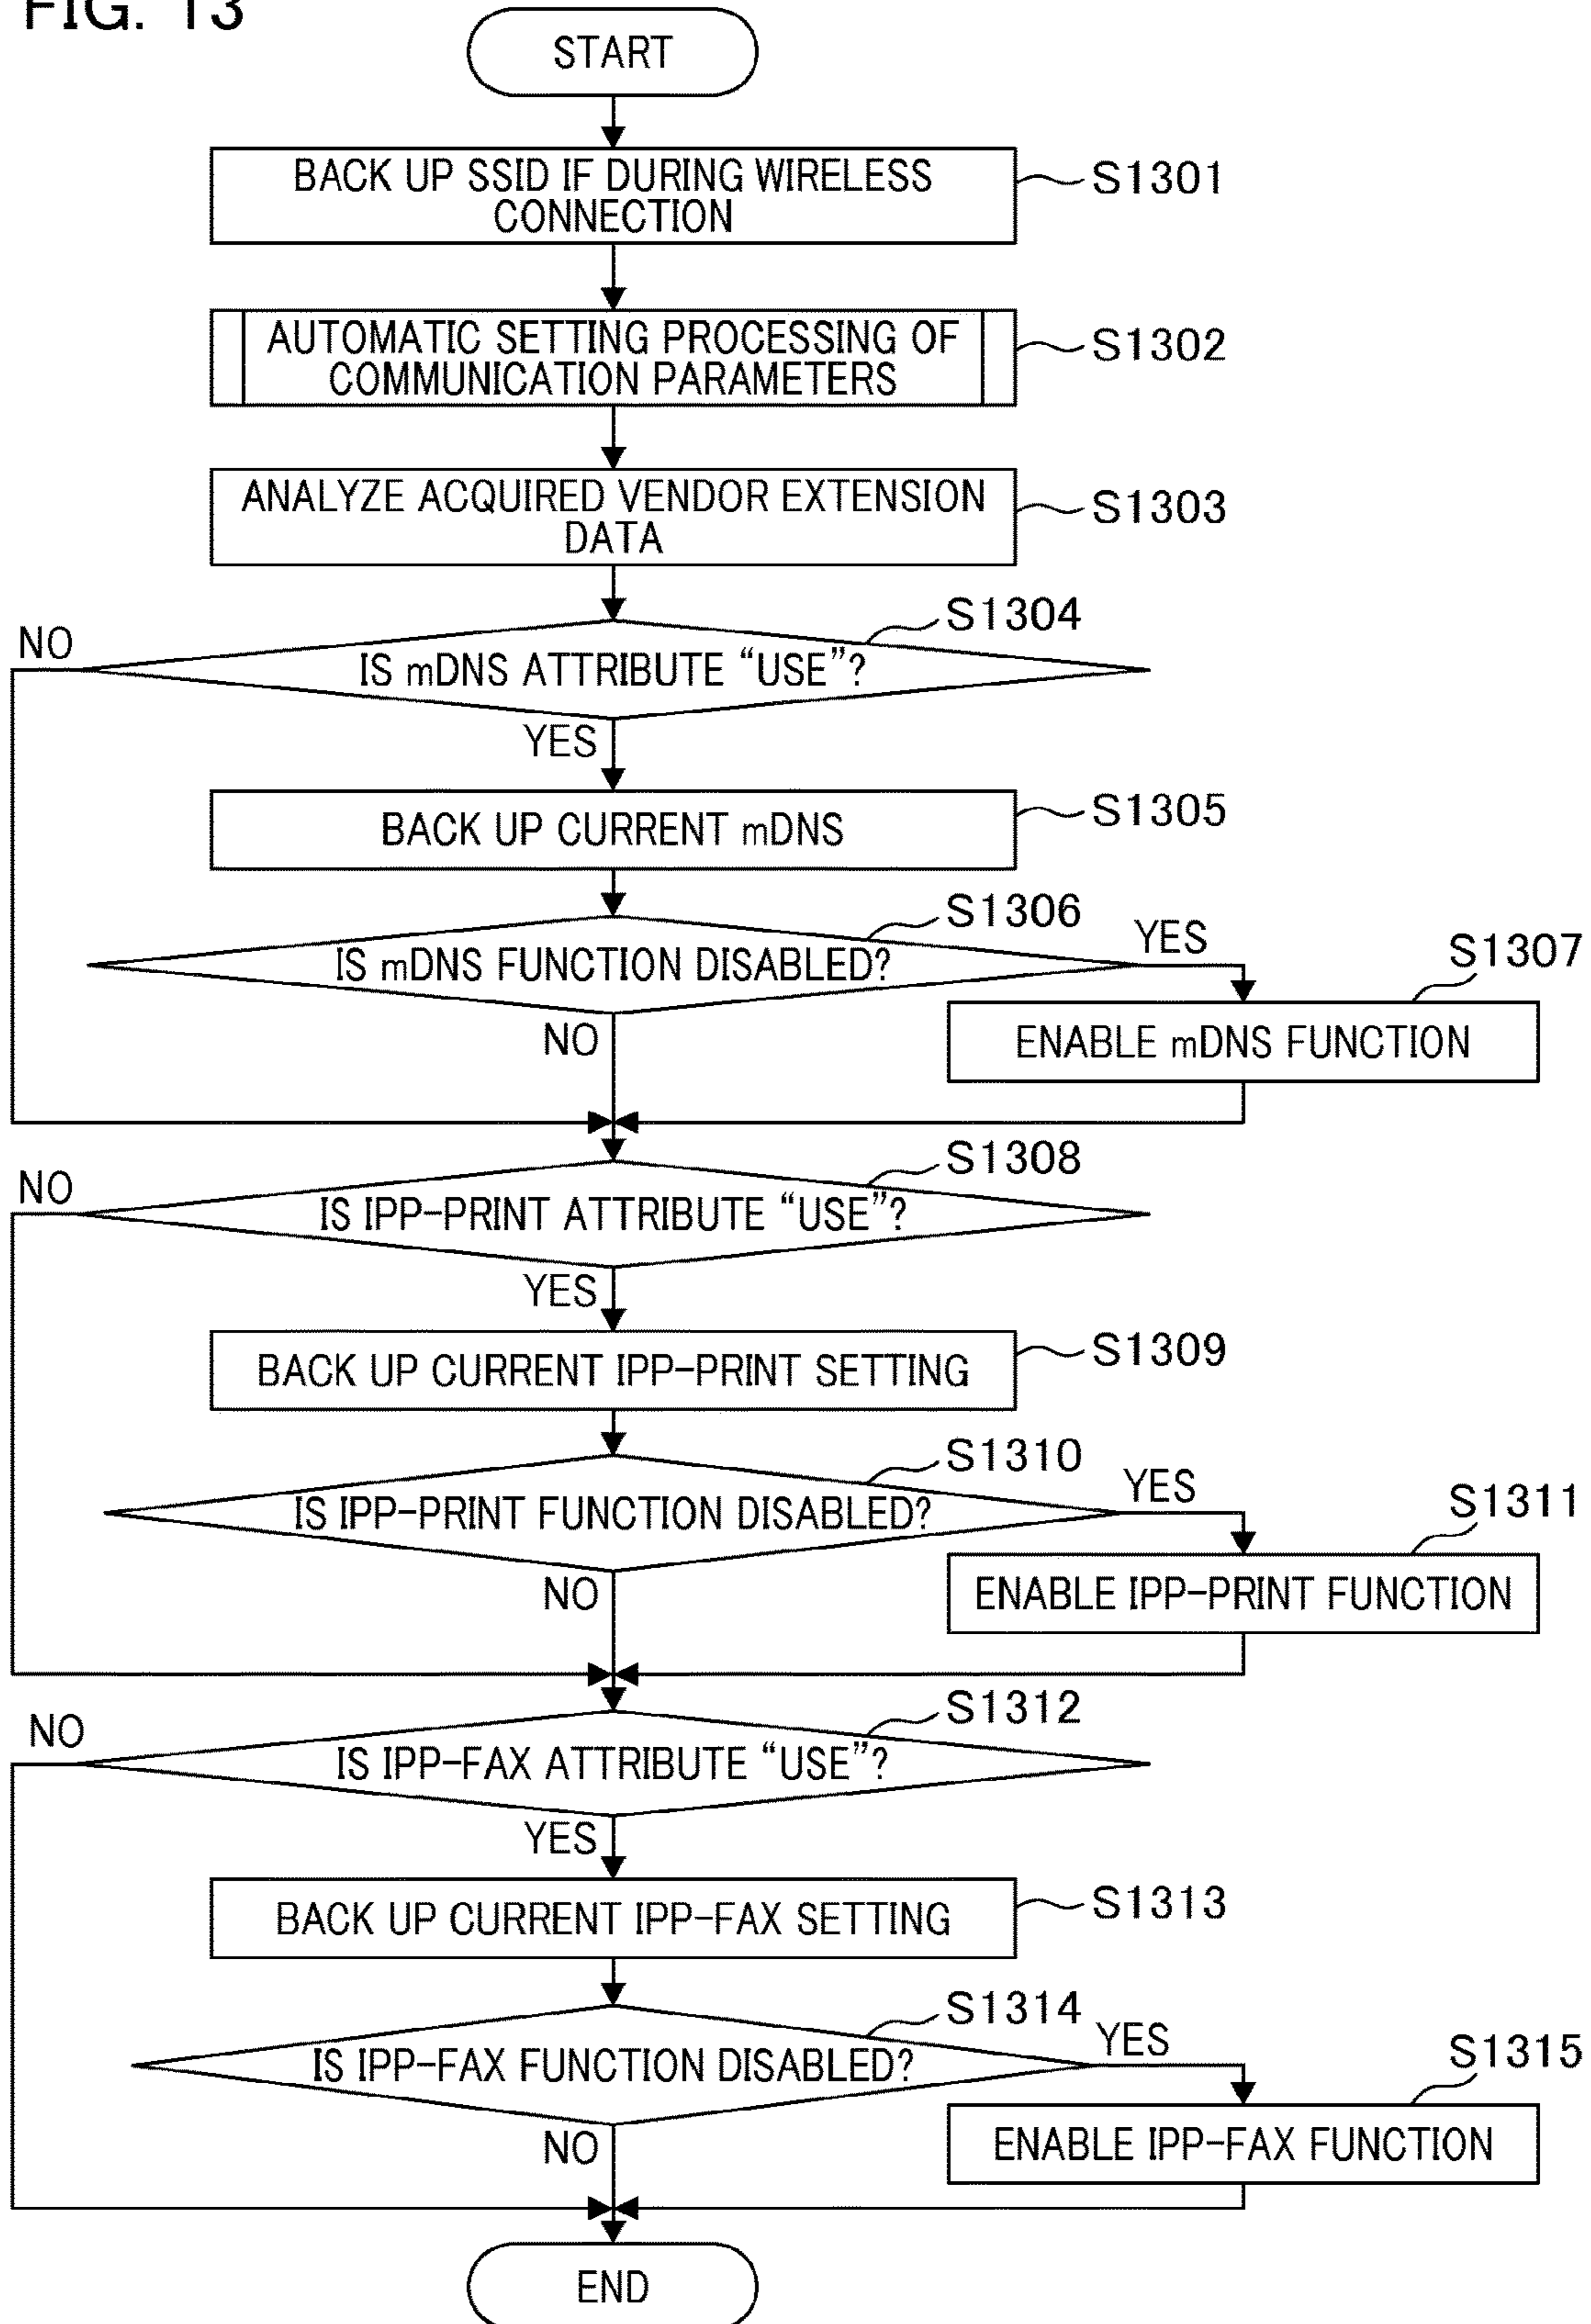 FIG. 13
START
BACK UP SSID IF DURING WIRELESS
CONNECTION
S1301
AUTOMATIC SETTING PROCESSING OF
COMMUNICATION PARAMETERS
S1302
ANALYZE ACQUIRED VENDOR EXTENSION
DATA
S1303
S1304
NO
IS mDNS ATTRIBUTE “USE”?
YES
BACK UP CURRENT mDNS
S1305
S1306
IS mDNS FUNCTION DISABLED?
YES
S1307
NO
ENABLE mDNS FUNCTION
S1308
NO
IS IPP-PRINT ATTRIBUTE “USE”?
YES
BACK UP CURRENT IPP-PRINT SETTING
S1309
S1310
IS IPP-PRINT FUNCTION DISABLED?
YES
S1311
NO
ENABLE IPP-PRINT FUNCTION
S1312
NO
IS IPP-FAX ATTRIBUTE “USE”?
YES
BACK UP CURRENT IPP-FAX SETTING
S1313
S1314
IS IPP-FAX FUNCTION DISABLED?
YES
S1315
NO
ENABLE IPP-FAX FUNCTION
END